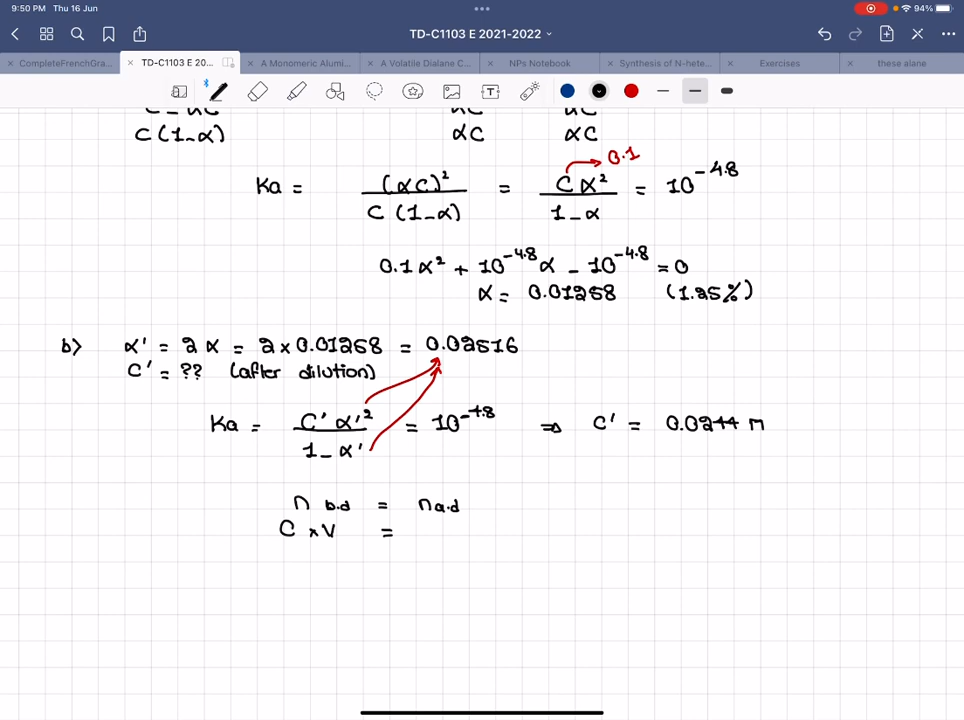 9:50 PM Thu 16 Jun 94%
TD-C1103 E 2021-2022
CompleteFrenchGra... TD-C1103 E 20... A Monomeric Alumi... A Volatile Dialane C... NPs Notebook Synthesis of N-hete... Exercises these alane
C(1-α) αC αC
0.1
Ka = (αC)² / C(1-α) = Cα² / 1-α = 10^-4.8
0.1α² + 10^-4.8 α - 10^-4.8 = 0
α = 0.01258 (1.25%)
b) α' = 2α = 2 x 0.01258 = 0.02516
C' = ?? (after dilution)
Ka = C'α'² / 1-α' = 10^-4.8 ⇒ C' = 0.0244 M
n b.d = n a.d
C x V =